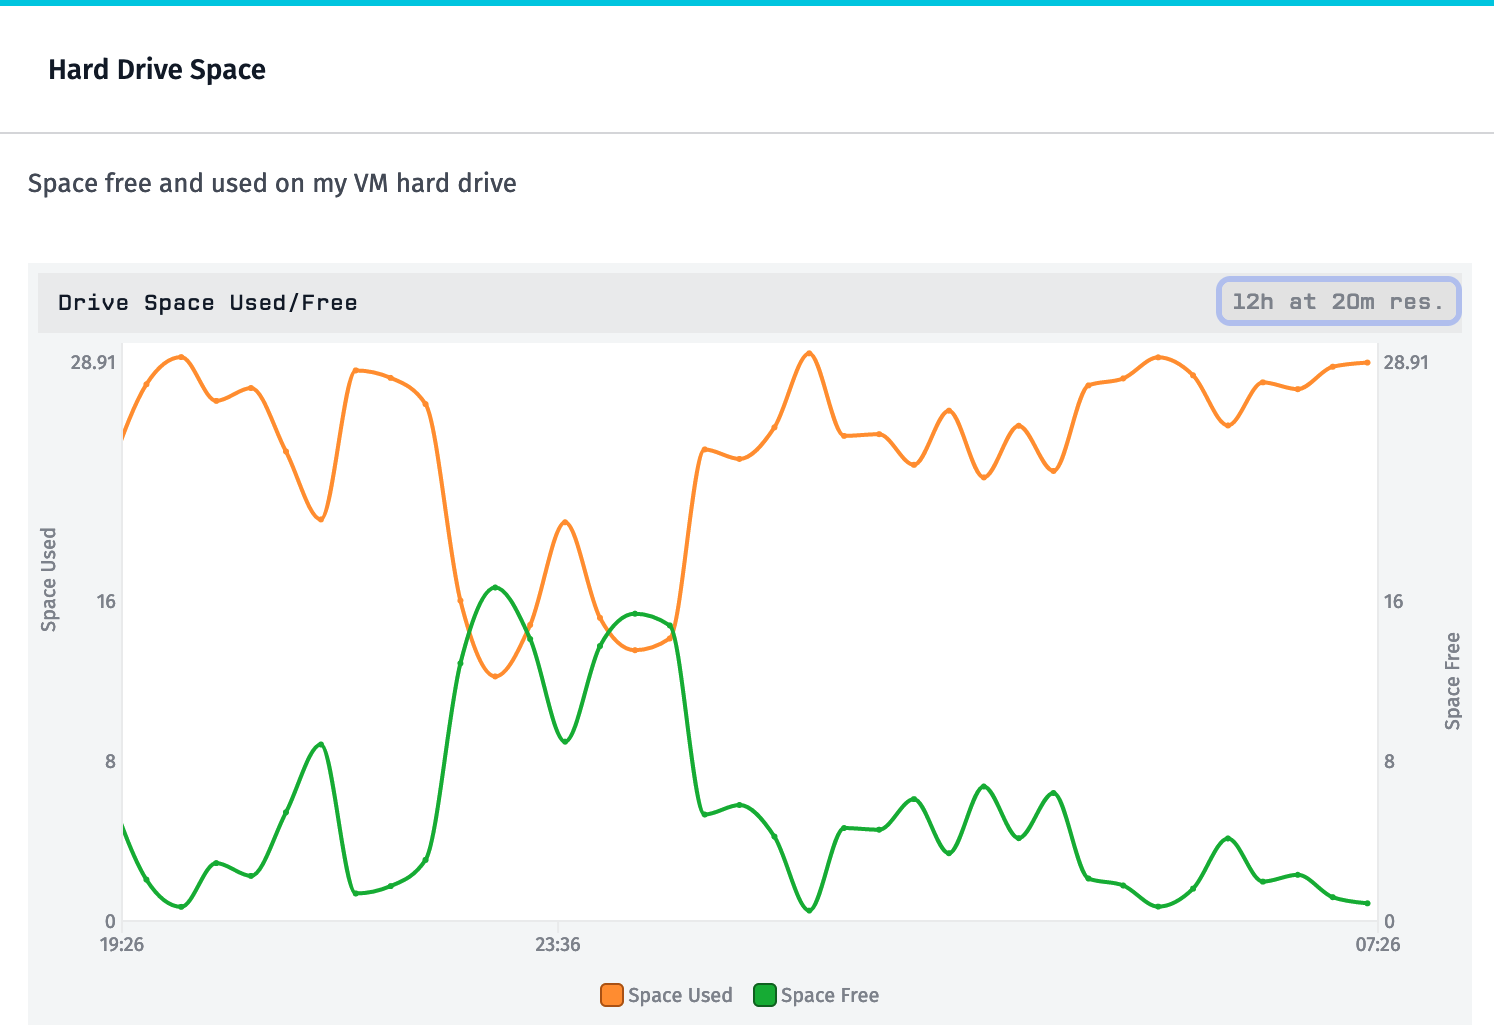 Hard Drive Space
Space free and used on my VM hard drive
Drive Space Used/Free
12h at 20m res.
28.91
28.91
Space Used
16
16
Space Free
8
8
0
0
19:26
23:36
07:26
Space Used
Space Free